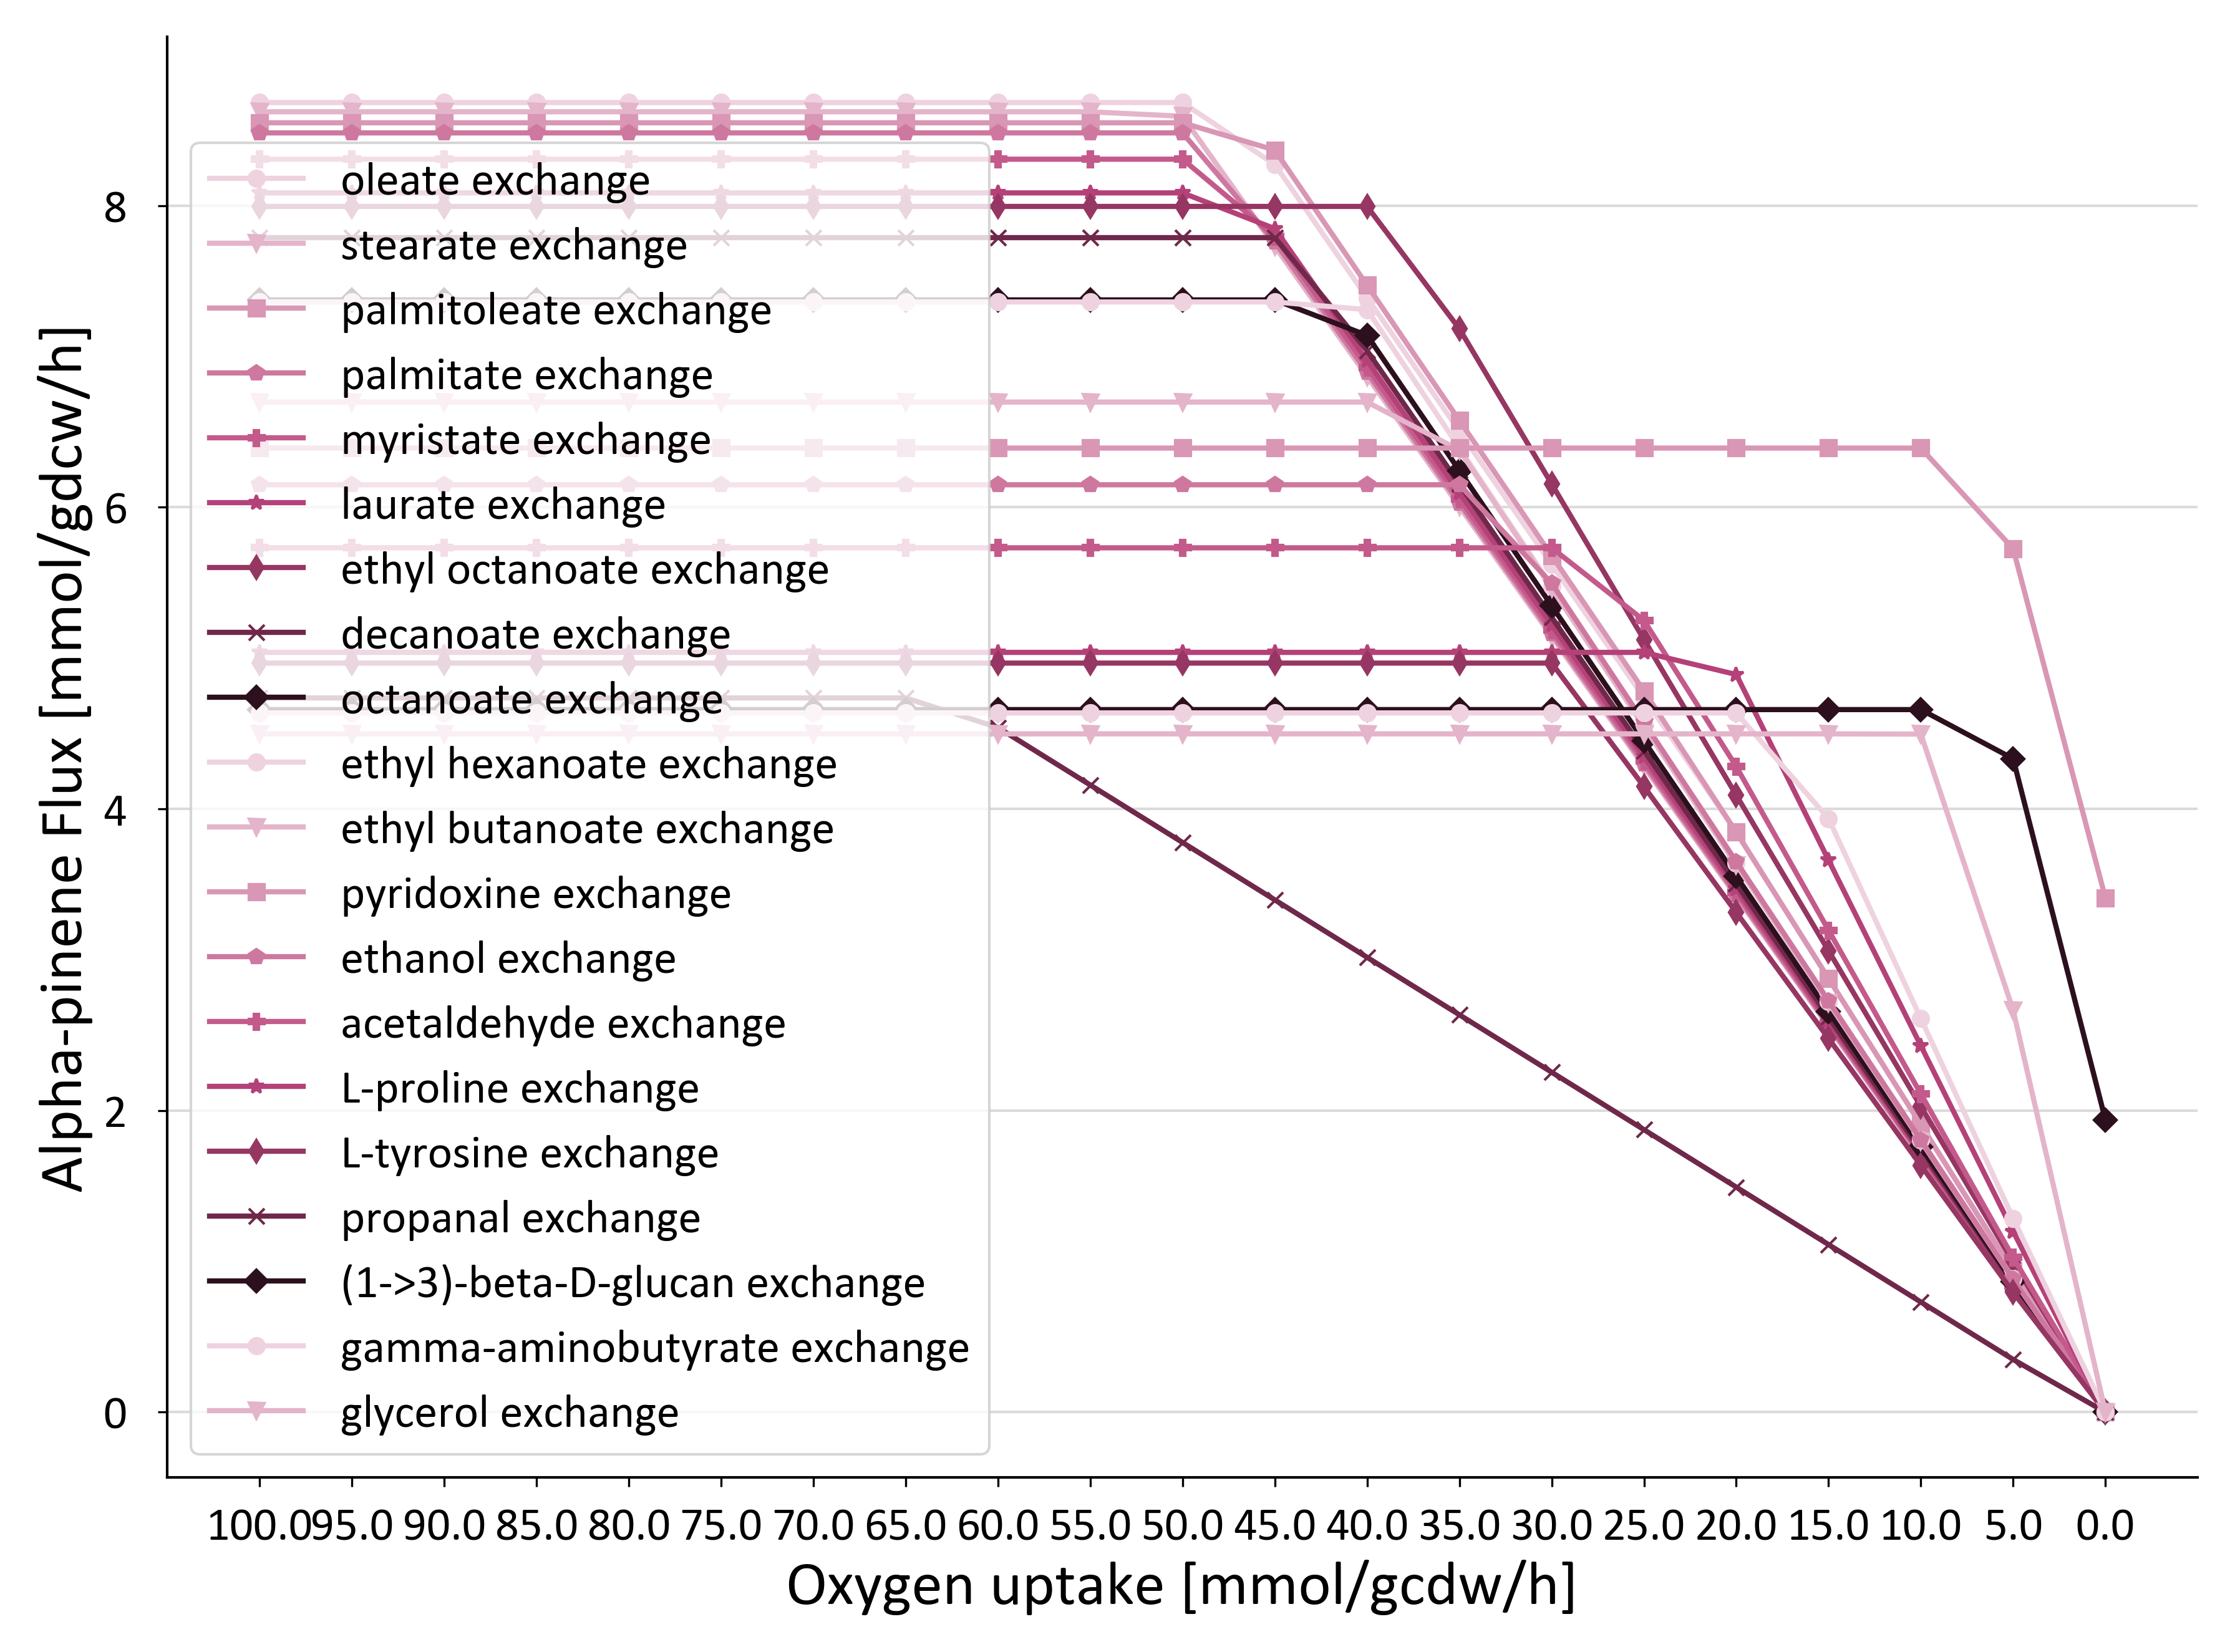 8
6
4
2
0
Alpha-pinene Flux [mmol/gdcw/h]
oleate exchange
stearate exchange
palmitoleate exchange
palmitate exchange
myristate exchange
laurate exchange
ethyl octanoate exchange
decanoate exchange
octanoate exchange
ethyl hexanoate exchange
ethyl butanoate exchange
pyridoxine exchange
ethanol exchange
acetaldehyde exchange
L-proline exchange
L-tyrosine exchange
propanal exchange
(1->3)-beta-D-glucan exchange
gamma-aminobutyrate exchange
glycerol exchange
100.0 95.0 90.0 85.0 80.0 75.0 70.0 65.0 60.0 55.0 50.0 45.0 40.0 35.0 30.0 25.0 20.0 15.0 10.0 5.0 0.0
Oxygen uptake [mmol/gcdw/h]